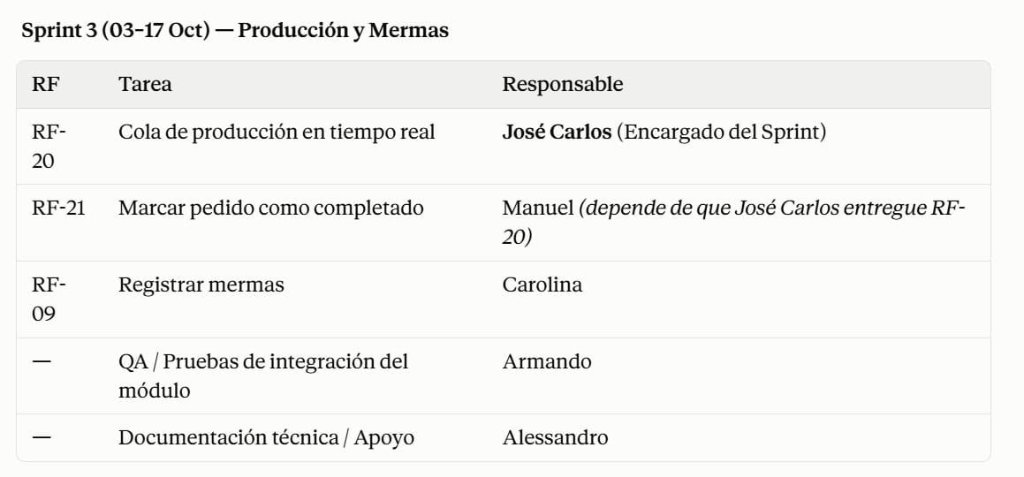 Sprint 3 (03–17 Oct) — Producción y Mermas
RF Tarea Responsable
RF- Cola de producción en tiempo real José Carlos (Encargado del Sprint)
20
RF-21 Marcar pedido como completado Manuel (depende de que José Carlos entregue RF-
20)
RF- Registrar mermas Carolina
09
— QA / Pruebas de integración del Armando
módulo
— Documentación técnica / Apoyo Alessandro